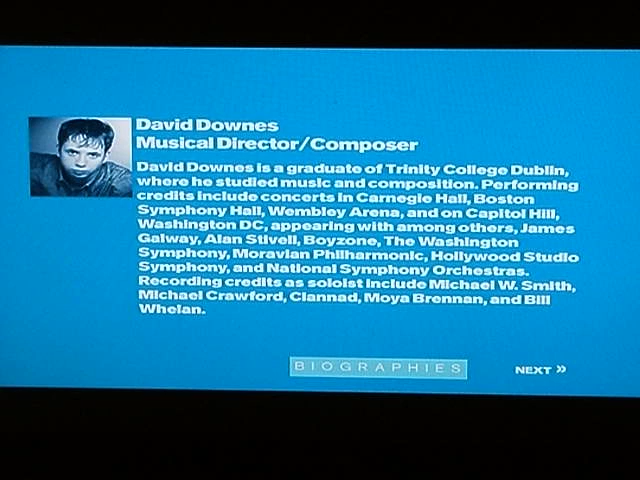 David Downes
Musical Director/Composer
David Downes is a graduate of Trinity College Dublin,
where he studied music and composition. Performing
credits include concerts in Carnegie Hall, Boston
Symphony Hall, Wembley Arena, and on Capitol Hill,
Washington DC, appearing with among others, James
Galway, Alan Stivell, Boyzone, The Washington
Symphony, Moravian Philharmonic, Hollywood Studio
Symphony, and National Symphony Orchestras.
Recording credits as soloist include Michael W. Smith,
Michael Crawford, Clannad, Moya Brennan, and Bill
Whelan.
BIOGRAPHIES
NEXT »